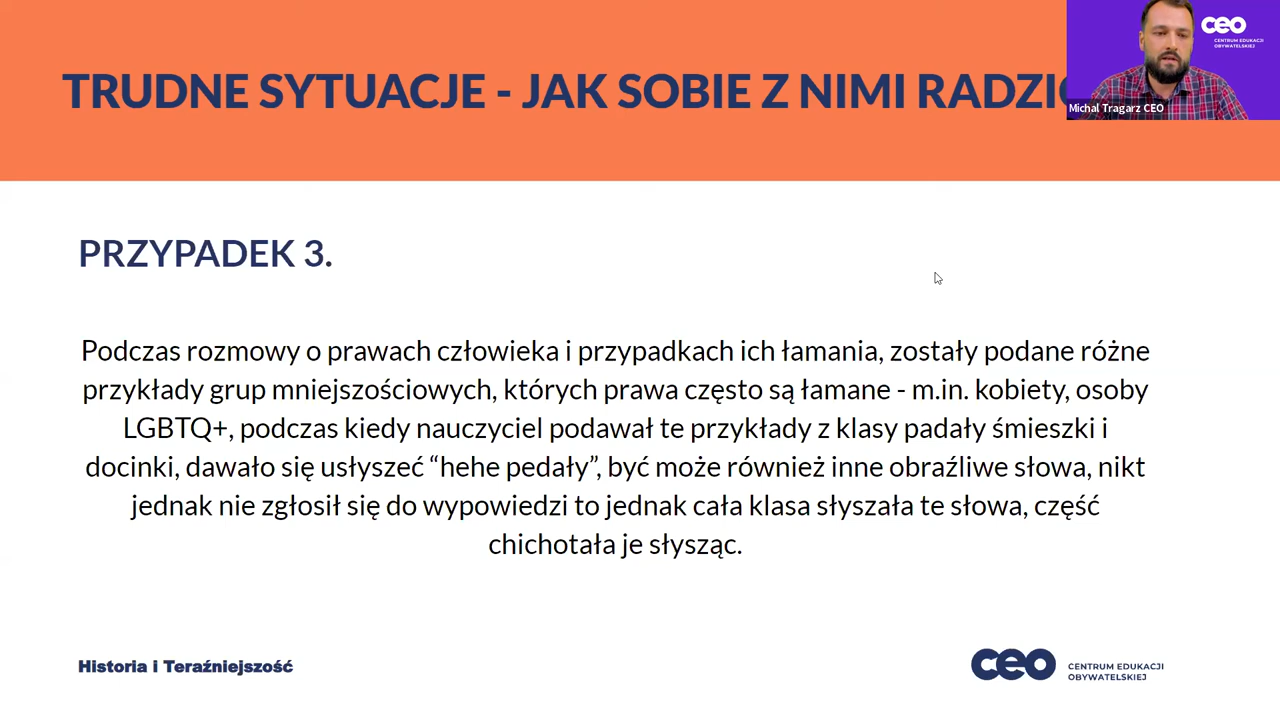 TRUDNE SYTUACJE - JAK SOBIE Z NIMI RADZIĆ
ceo
CENTRUM EDUKACJI
OBYWATELSKIEJ
Michal Tragarz CEO
PRZYPADEK 3.
Podczas rozmowy o prawach człowieka i przypadkach ich łamania, zostały podane różne
przykłady grup mniejszościowych, których prawa często są łamane - m.in. kobiety, osoby
LGBTQ+, podczas kiedy nauczyciel podawał te przykłady z klasy padały śmieszki i
docinki, dawało się usłyszeć “hehe pedały”, być może również inne obraźliwe słowa, nikt
jednak nie zgłosił się do wypowiedzi to jednak cała klasa słyszała te słowa, część
chichotała je słysząc.
Historia i Teraźniejszość
ceo
CENTRUM EDUKACJI
OBYWATELSKIEJ